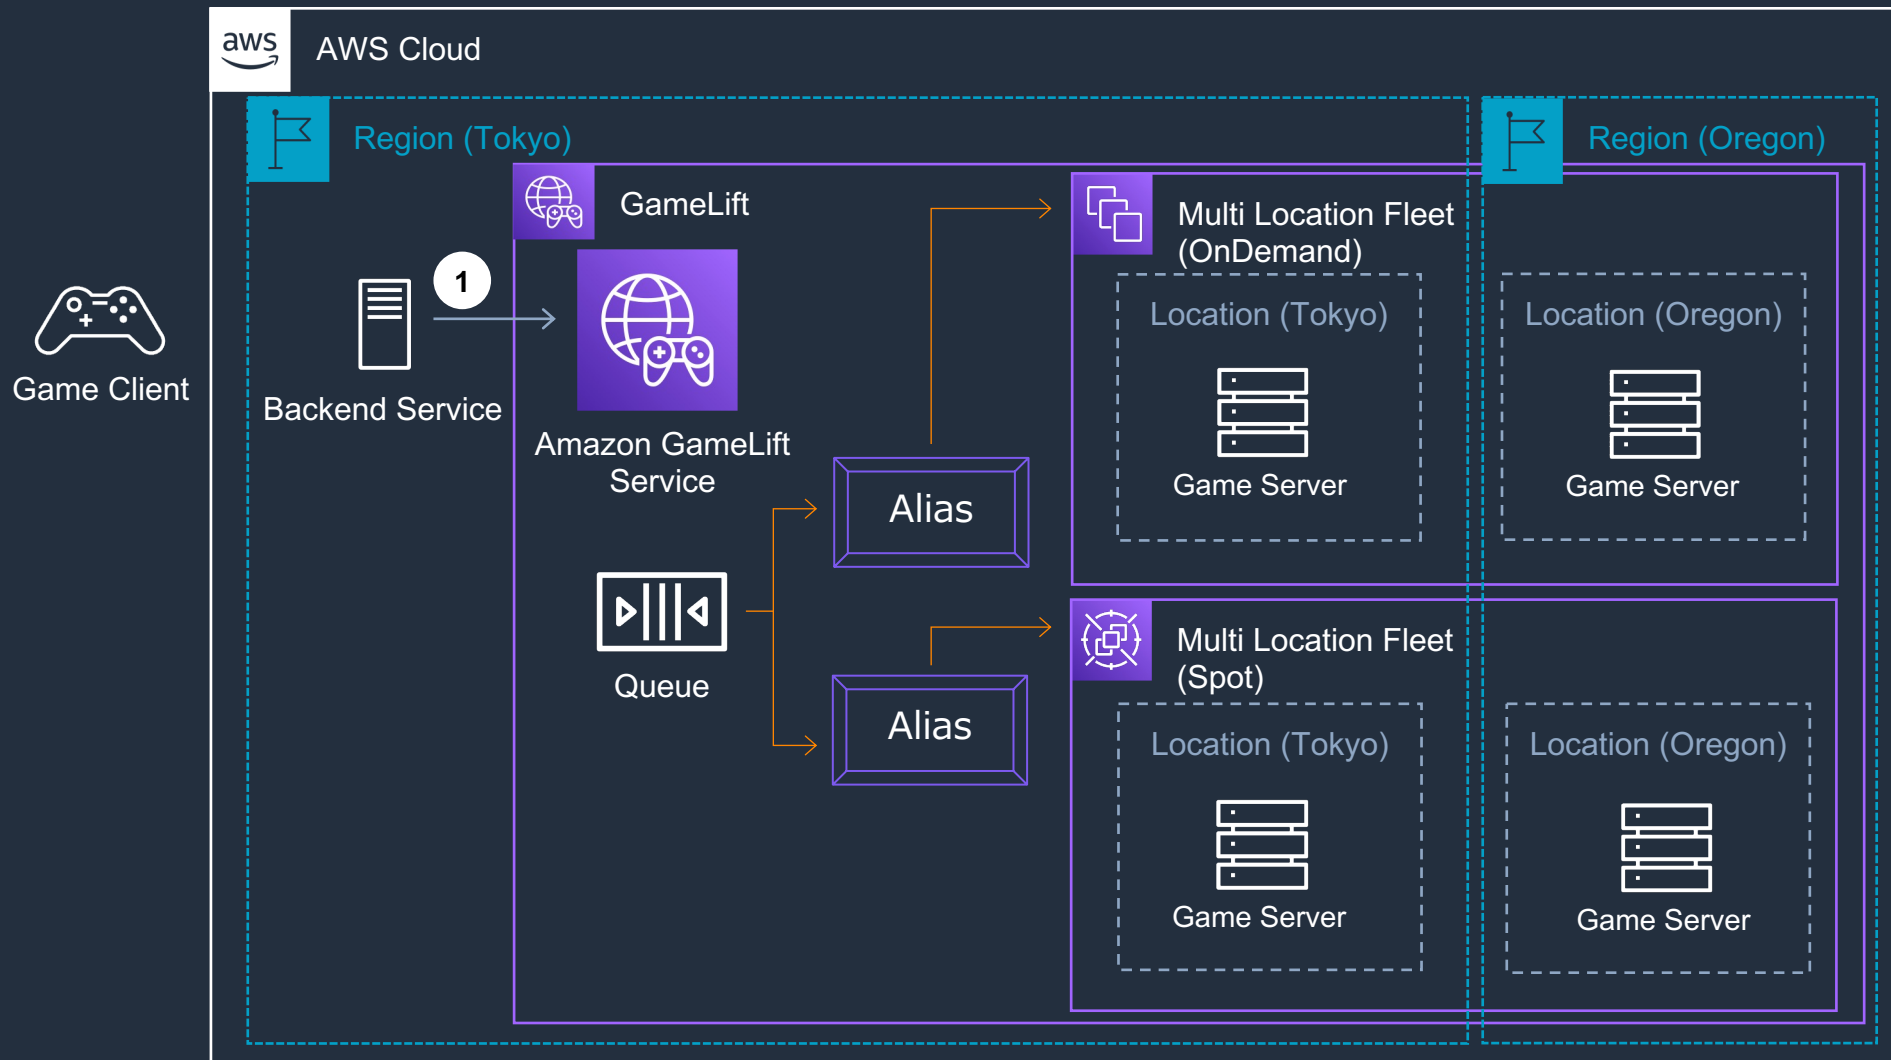 aws
AWS Cloud
Region (Tokyo)
Region (Oregon)
GameLift
Multi Location Fleet
(OnDemand)
1
Location (Tokyo)
Location (Oregon)
Game Client
Backend Service
Amazon GameLift
Service
Game Server
Game Server
Alias
Queue
Alias
Multi Location Fleet
(Spot)
Location (Tokyo)
Location (Oregon)
Game Server
Game Server